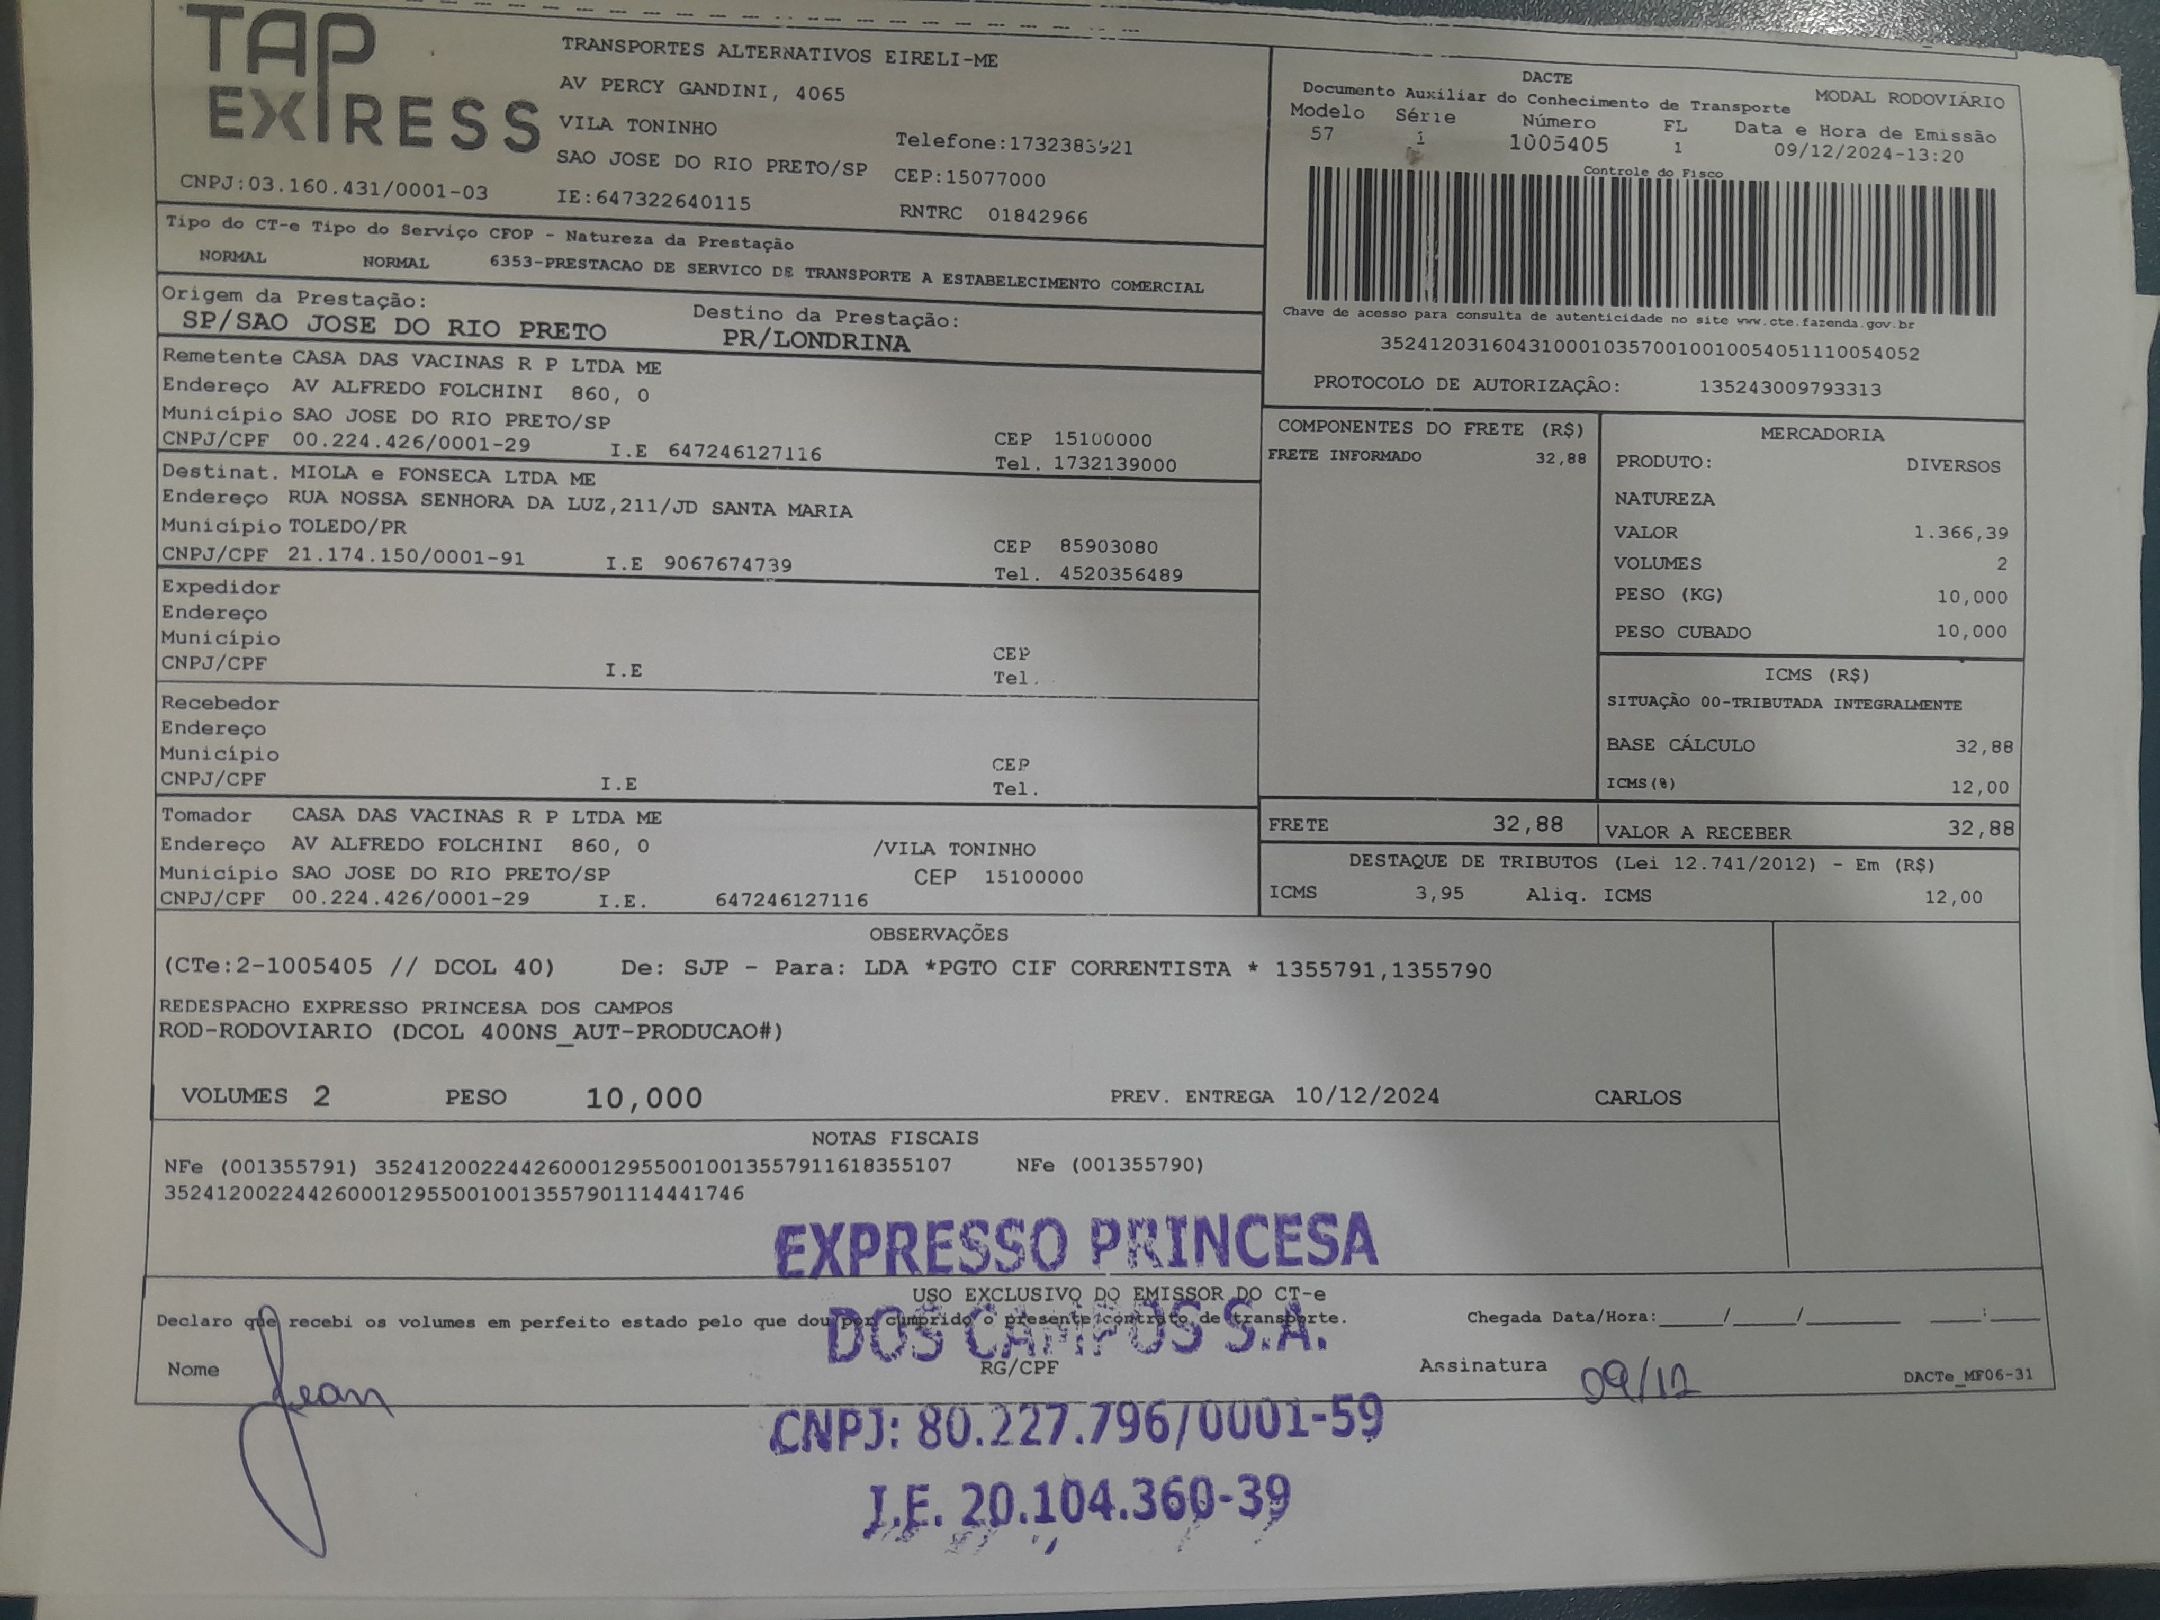 TAP EXPRESS
TRANSPORTES ALTERNATIVOS EIRELI-ME
AV PERCY GANDINI, 4065
VILA TONINHO
SAO JOSE DO RIO PRETO/SP
CNPJ:03.160.431/0001-03
IE:647322640115
Telefone:
CEP:15077000
RNTRC 01842966
DACTE
MODAL RODOVIÁRIO
Documento Auxiliar do Conhecimento de Transporte
Modelo Série Número FL Data e Hora de Emissão
57 1 1005405 1 09/12/2024-13:20
Controle do Fisco
Chave de acesso para consulta de autenticidade no site www.cte.fazenda.gov.br
35241203160431000103570010010054051110054052
PROTOCOLO DE AUTORIZAÇÃO: 135243009793313
Tipo do CT-e Tipo do Serviço CFOP - Natureza da Prestação
NORMAL NORMAL 6353-PRESTACAO DE SERVICO DE TRANSPORTE A ESTABELECIMENTO COMERCIAL
Origem da Prestação: Destino da Prestação:
SP/SAO JOSE DO RIO PRETO PR/LONDRINA
Remetente CASA DAS VACINAS R P LTDA ME
Endereço AV ALFREDO FOLCHINI 860, 0
Município SAO JOSE DO RIO PRETO/SP CEP 15100000
CNPJ/CPF 00.224.426/0001-29 I.E 647246127116 Tel. 1732139000
Destinat. MIOLA e FONSECA LTDA ME
Endereço RUA NOSSA SENHORA DA LUZ,211/JD SANTA MARIA
Município TOLEDO/PR CEP 85903080
CNPJ/CPF 21.174.150/0001-91 I.E 9067674739 Tel. 4520356489
Expedidor
Endereço
Município CEP
CNPJ/CPF I.E Tel.
Recebedor
Endereço
Município CEP
CNPJ/CPF I.E Tel.
Tomador CASA DAS VACINAS R P LTDA ME
Endereço AV ALFREDO FOLCHINI 860, 0 /VILA TONINHO
Município SAO JOSE DO RIO PRETO/SP CEP 15100000
CNPJ/CPF 00.224.426/0001-29 I.E. 647246127116
COMPONENTES DO FRETE (R$)
FRETE INFORMADO 32,88
MERCADORIA
PRODUTO: DIVERSOS
NATUREZA
VALOR 1.366,39
VOLUMES 2
PESO (KG) 10,000
PESO CUBADO 10,000
ICMS (R$)
SITUAÇÃO 00-TRIBUTADA INTEGRALMENTE
BASE CÁLCULO 32,88
ICMS(%) 12,00
FRETE 32,88 VALOR A RECEBER 32,88
DESTAQUE DE TRIBUTOS (Lei 12.741/2012) - Em (R$)
ICMS 3,95 Aliq. ICMS 12,00
OBSERVAÇÕES
(CTe:2-1005405 // DCOL 40) De: SJP - Para: LDA *PGTO CIF CORRENTISTA * 1355791,1355790
REDESPACHO EXPRESSO PRINCESA DOS CAMPOS
ROD-RODOVIARIO (DCOL 400NS_AUT-PRODUCAO#)
VOLUMES 2 PESO 10,000 PREV. ENTREGA 10/12/2024 CARLOS
NOTAS FISCAIS
NFe (001355791) 35241200224426000129550010013557911618355107 NFe (001355790)
35241200224426000129550010013557901114441746
EXPRESSO PRINCESA
USO EXCLUSIVO DO EMISSOR DO CT-e
Declaro que recebi os volumes em perfeito estado pelo que dou por cumprido o presente contrato de transporte. Chegada Data/Hora:____/____/______ ____:____
DOS CAMPOS S.A.
Nome Jean RG/CPF Assinatura 09/12 DACTe_MF06-31
CNPJ: 80.227.796/0001-59
I.E. 20.104.360-39